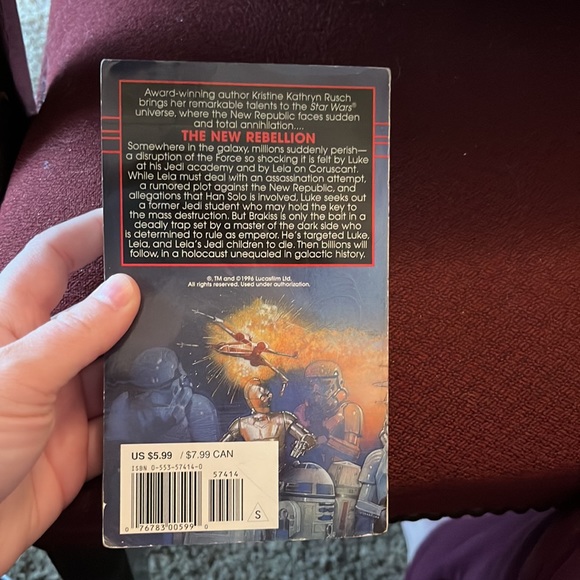 Award-winning author Kristine Kathryn Rusch
brings her remarkable talents to the Star Wars®
universe, where the New Republic faces sudden
and total annihilation....
THE NEW REBELLION
Somewhere in the galaxy, millions suddenly perish—
a disruption of the Force so shocking it is felt by Luke
at his Jedi academy and by Leia on Coruscant.
While Leia must deal with an assassination attempt,
a rumored plot against the New Republic, and
allegations that Han Solo is involved, Luke seeks out
a former Jedi student who may hold the key to
the mass destruction. But Brakiss is only the bait in a
deadly trap set by a master of the dark side who
is determined to rule as emperor. He's targeted Luke,
Leia, and Leia's Jedi children to die. Then billions will
follow, in a holocaust unequaled in galactic history.
®, TM and © 1996 Lucasfilm Ltd.
All rights reserved. Used under authorization.
US $5.99 / $7.99 CAN
ISBN 0-553-57414-0
57414
0 76783 00599 0
S